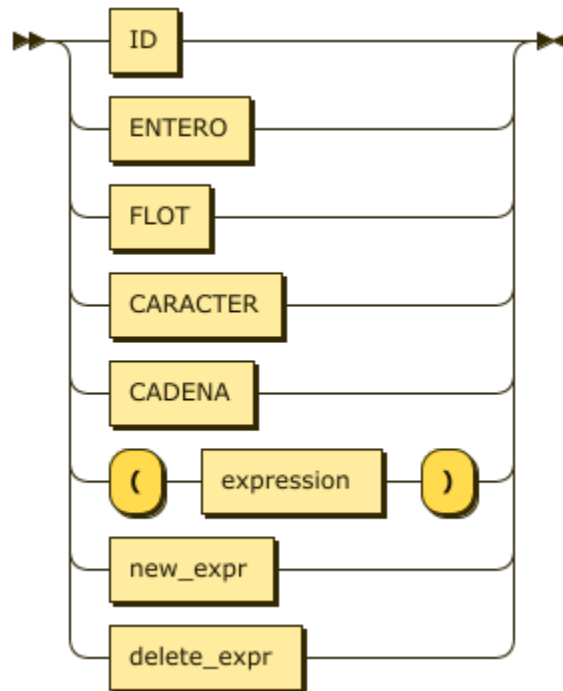 ID
ENTERO
FLOT
CARACTER
CADENA
( expression )
new_expr
delete_expr